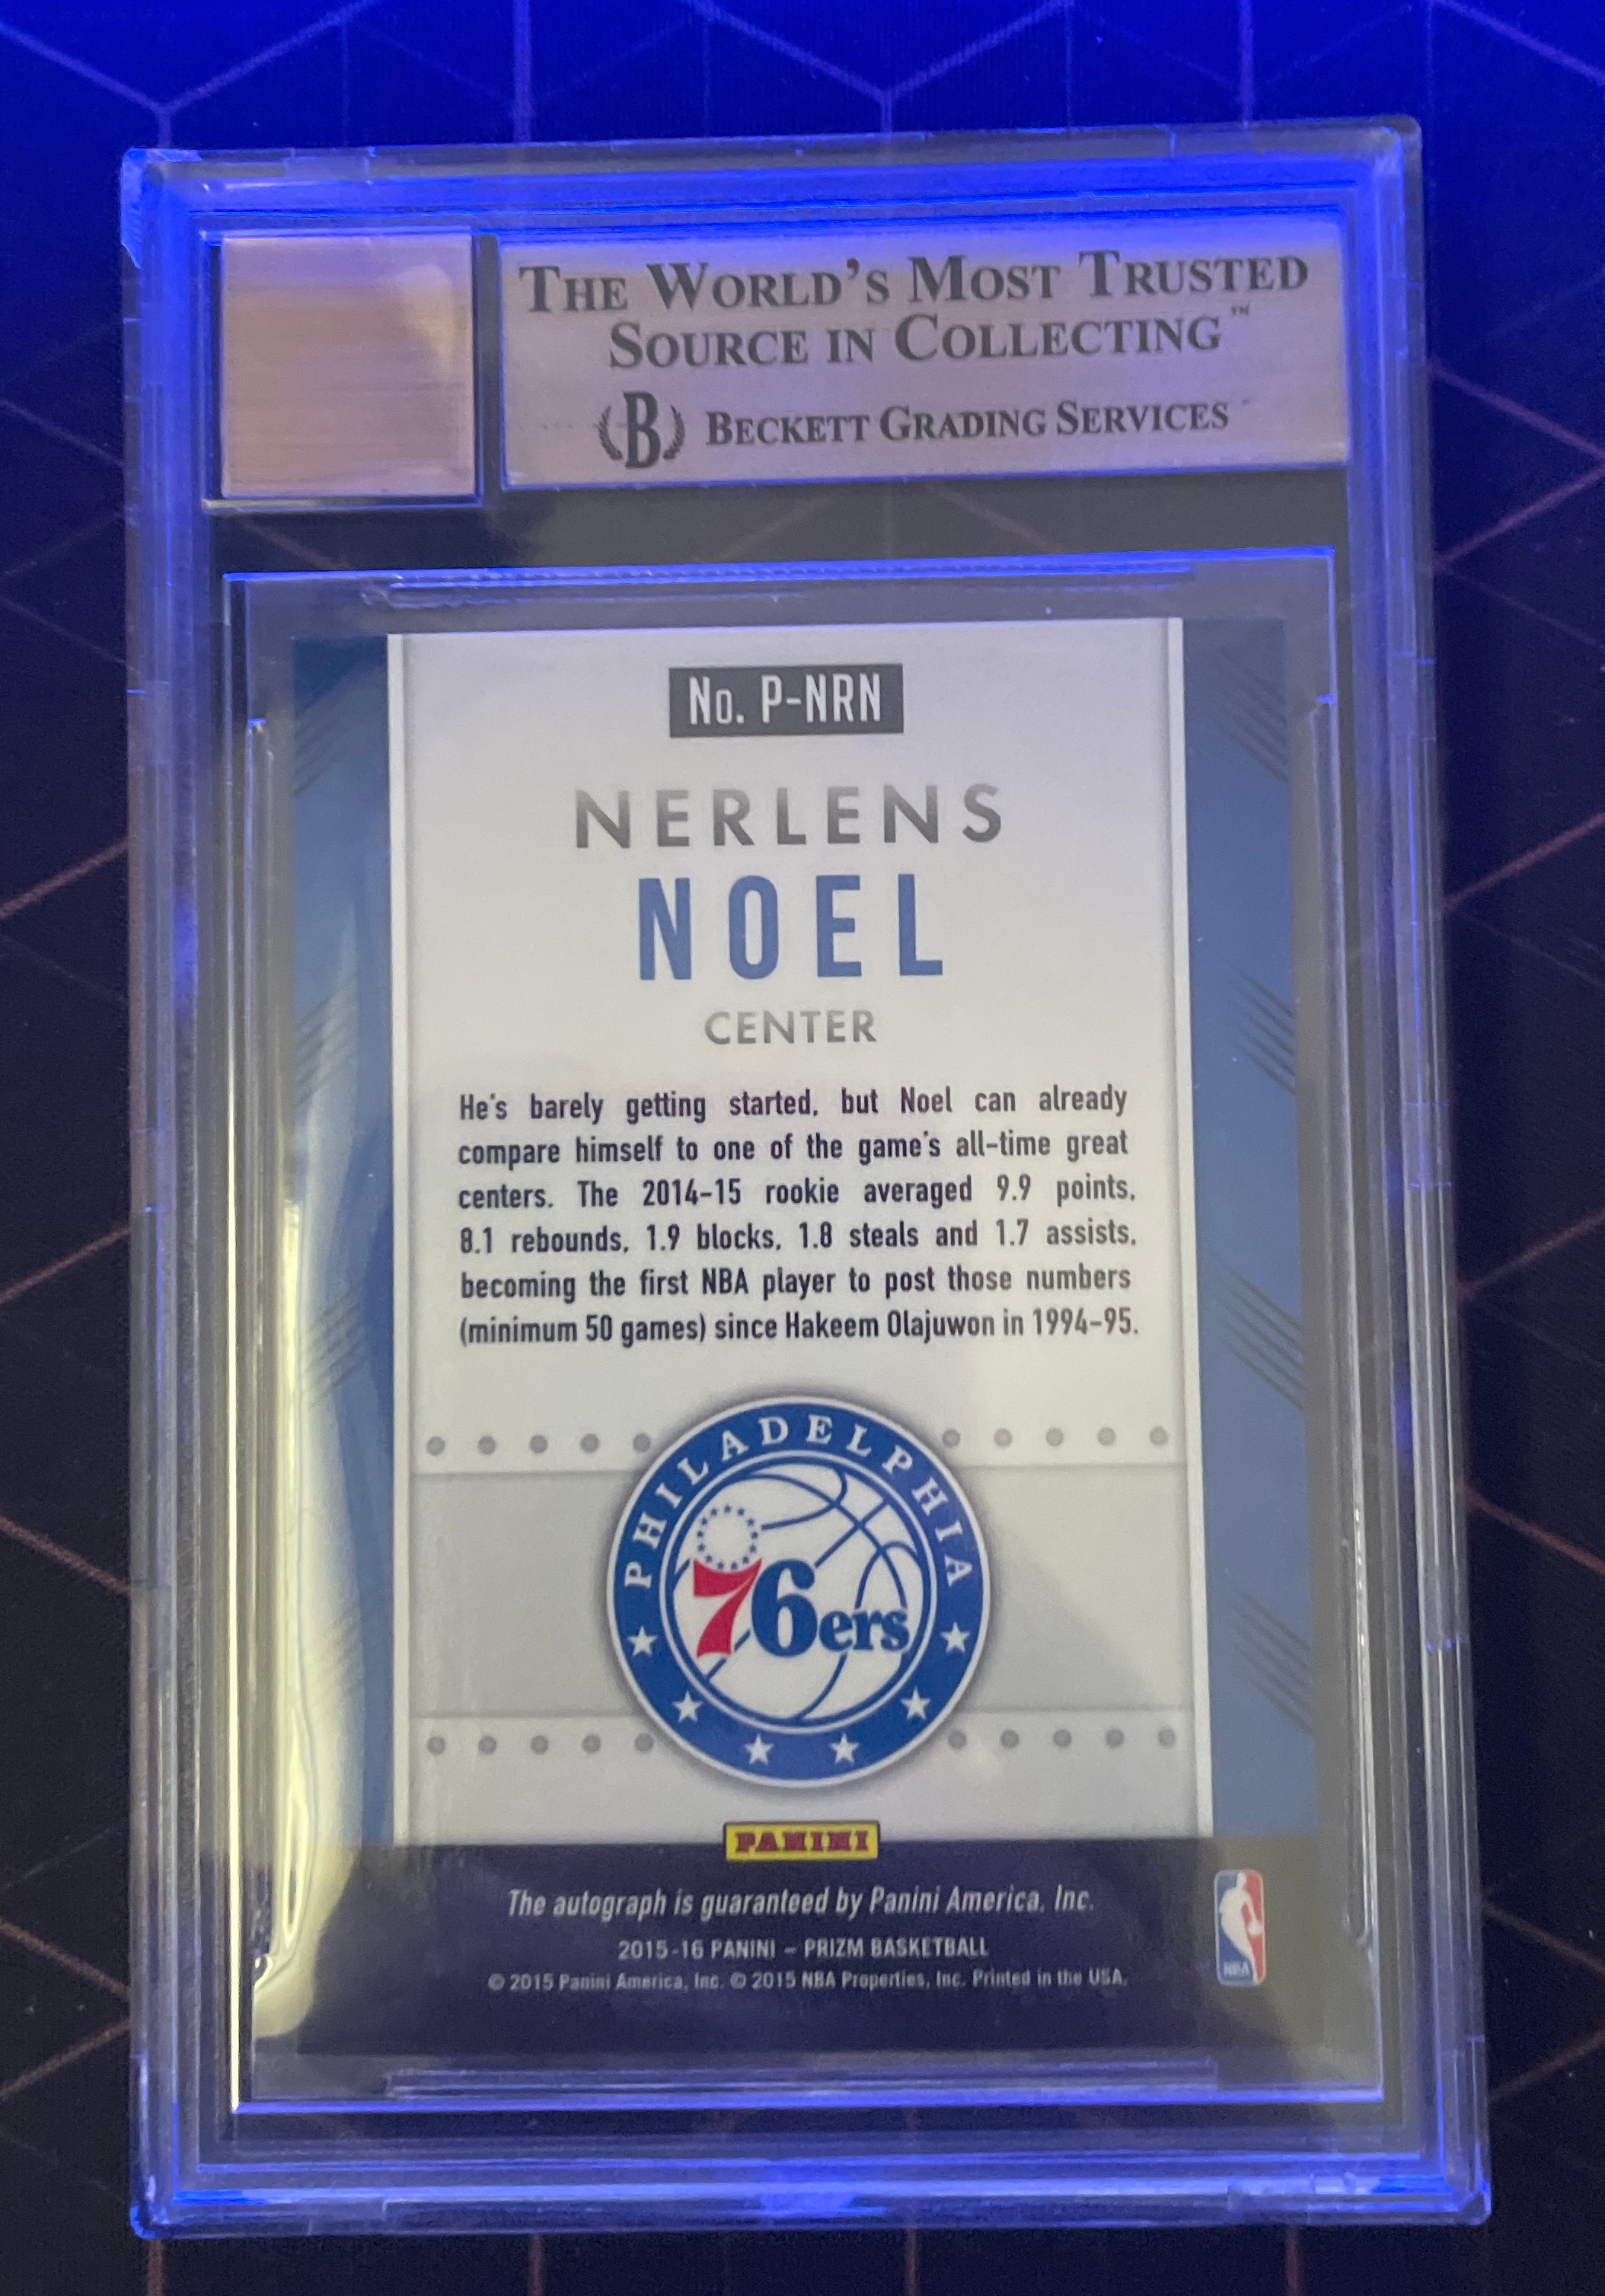 THE WORLD'S MOST TRUSTED
SOURCE IN COLLECTING™
B BECKETT GRADING SERVICES
No. P-NRN
NERLENS
NOEL
CENTER
He's barely getting started, but Noel can already
compare himself to one of the game's all-time great
centers. The 2014-15 rookie averaged 9.9 points,
8.1 rebounds, 1.9 blocks, 1.8 steals and 1.7 assists,
becoming the first NBA player to post those numbers
(minimum 50 games) since Hakeem Olajuwon in 1994-95.
PHILADELPHIA
76ers
PANINI
The autograph is guaranteed by Panini America, Inc.
2015-16 PANINI – PRIZM BASKETBALL
© 2015 Panini America, Inc. © 2015 NBA Properties, Inc. Printed in the USA.
NBA